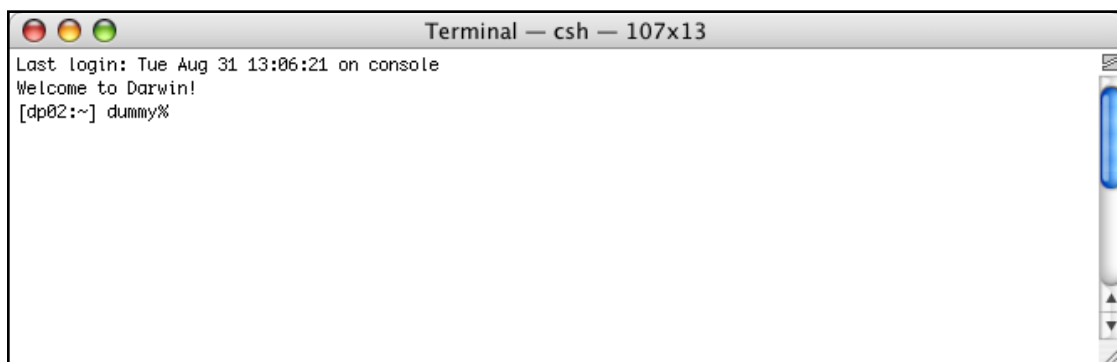 Terminal — csh — 107x13
Last login: Tue Aug 31 13:06:21 on console
Welcome to Darwin!
[dp02:~] dummy%